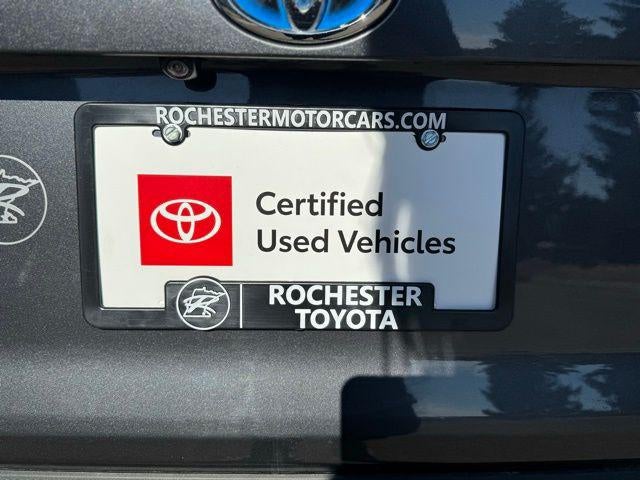 ROCHESTERMOTORCARS.COM
Certified
Used Vehicles
ROCHESTER
TOYOTA